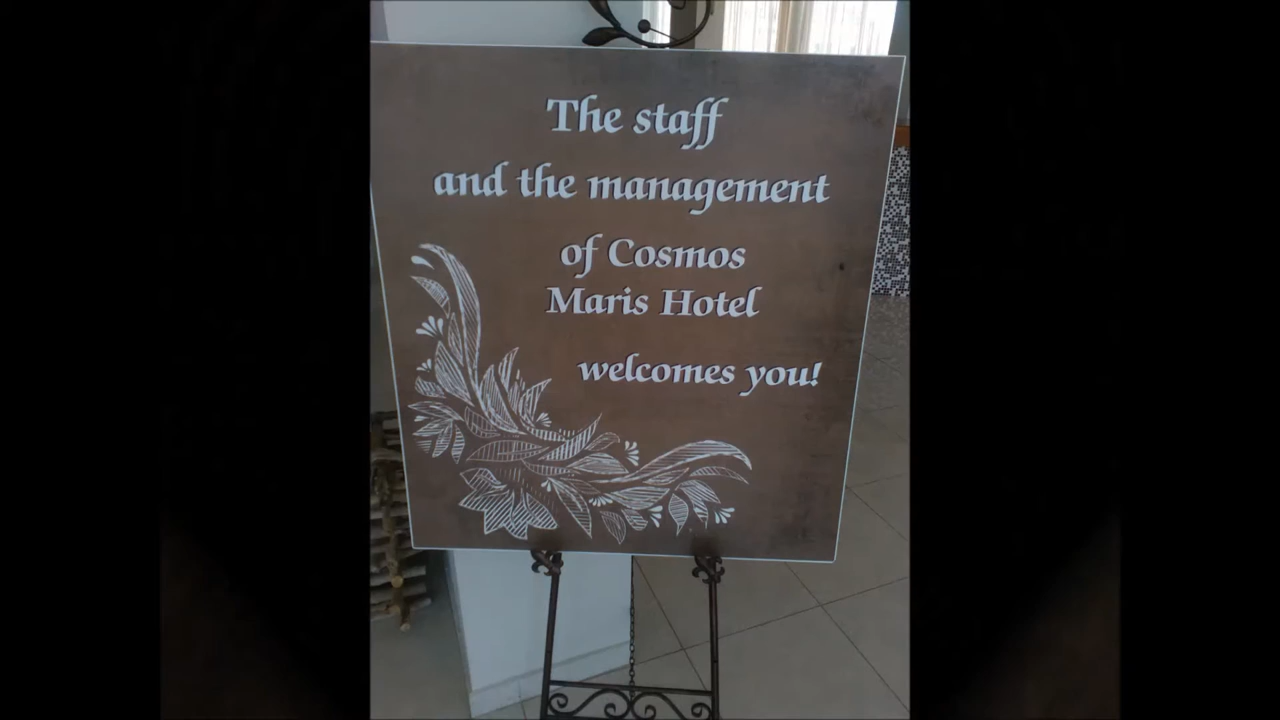 The staff
and the management
of Cosmos
Maris Hotel
welcomes you!